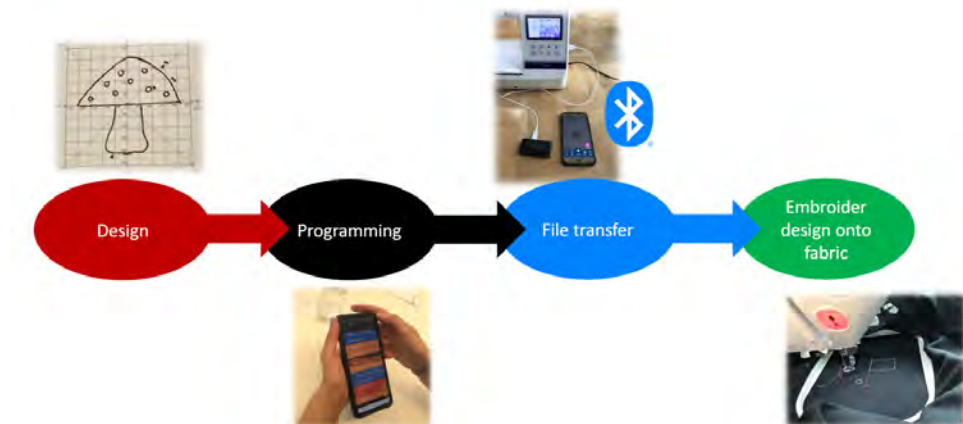 Design
Programming
File transfer
Embroider
design onto
fabric